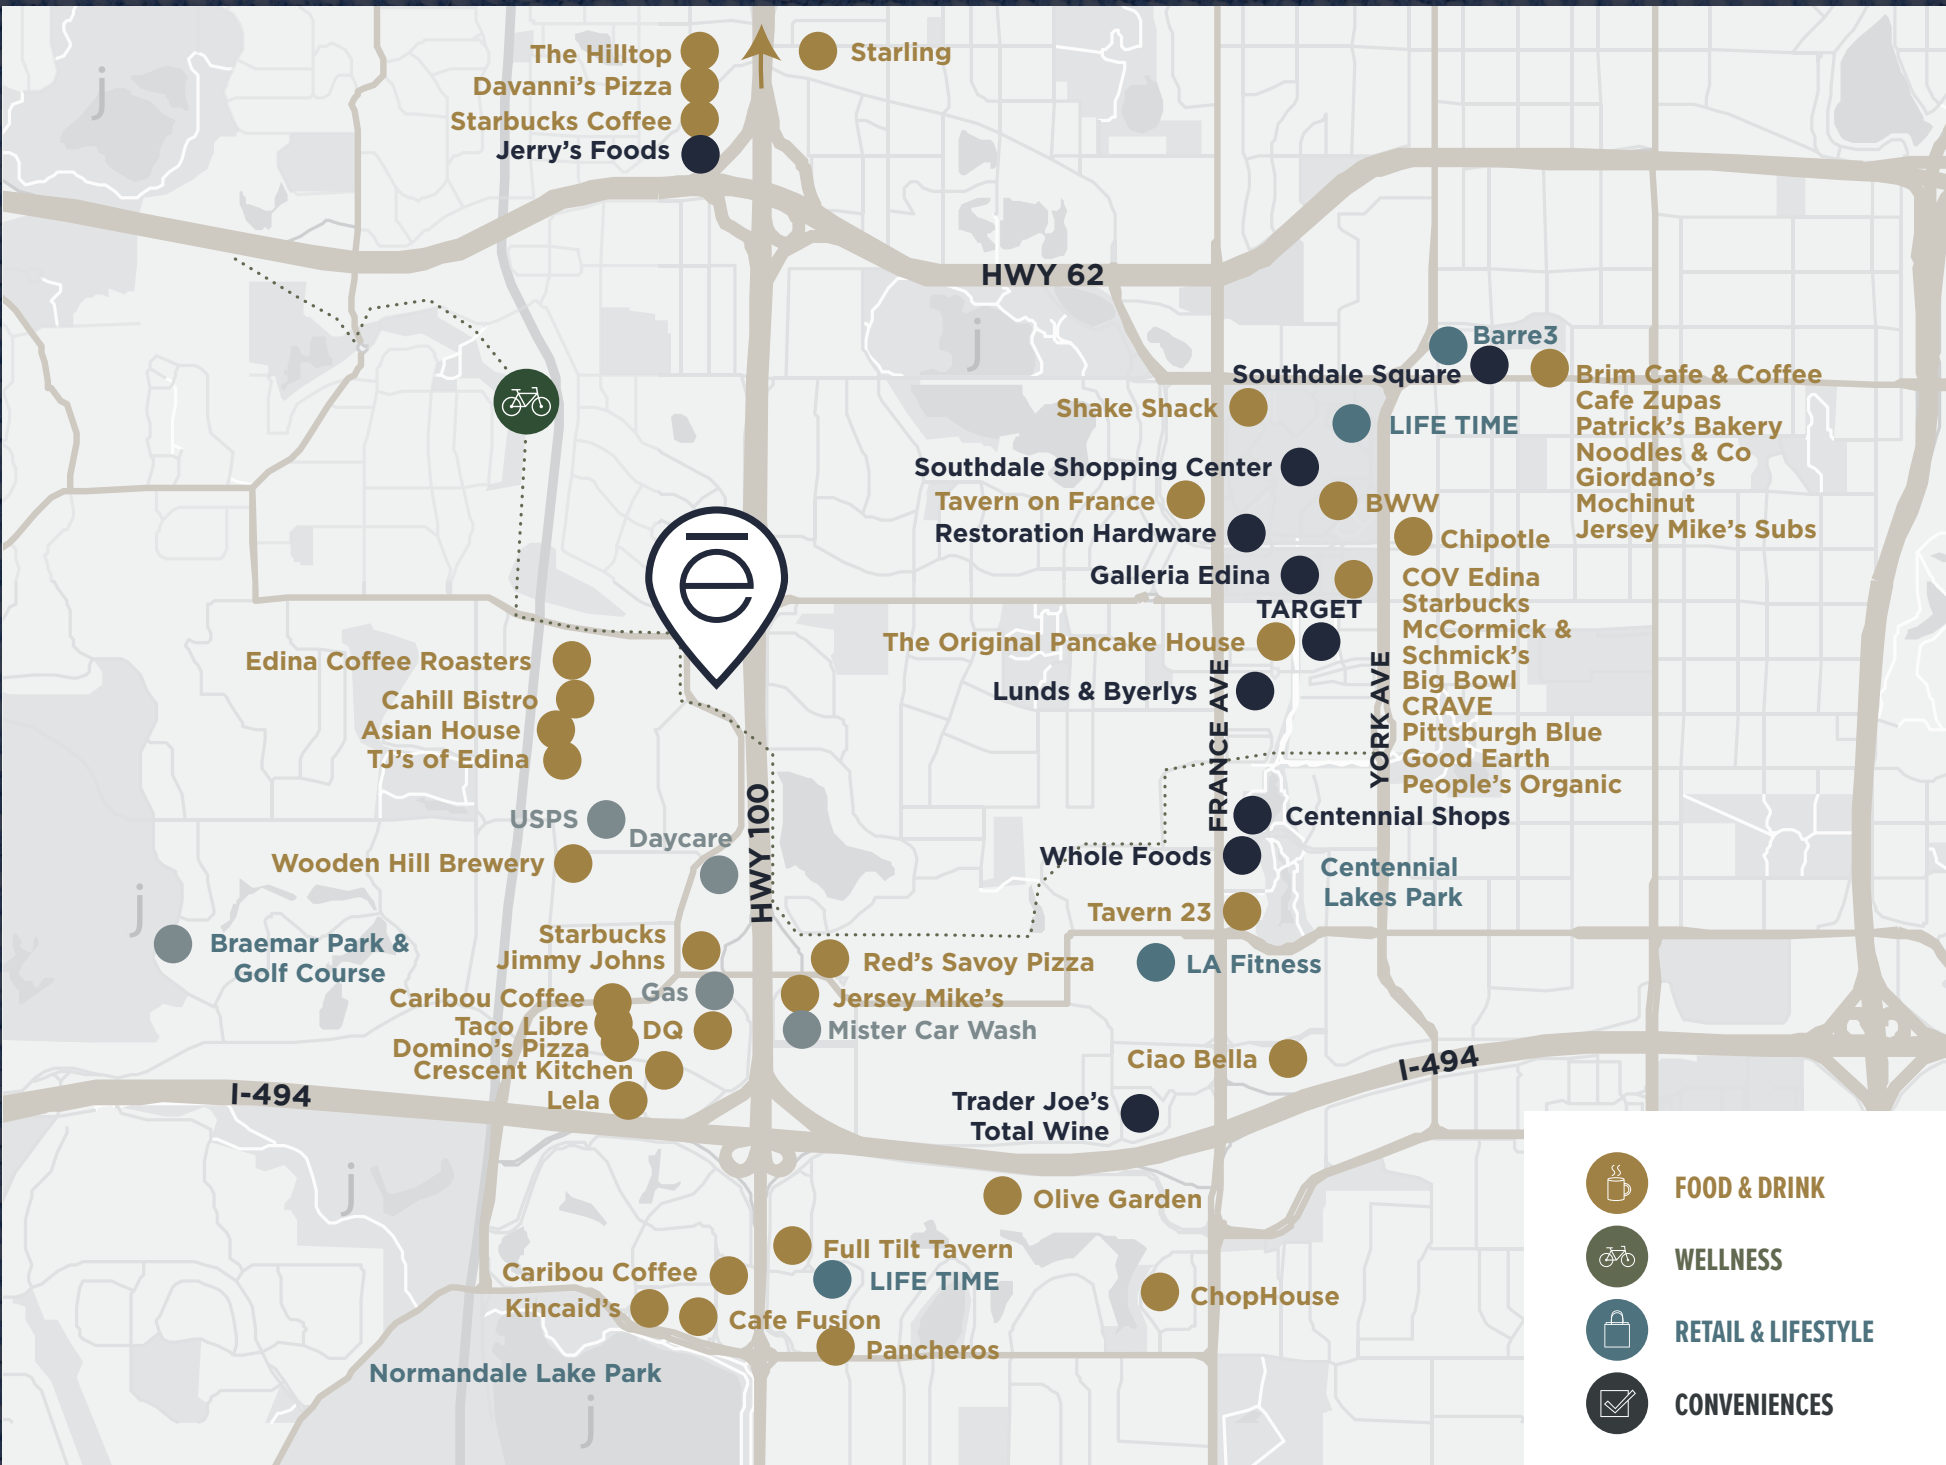 The Hilltop
Davanni's Pizza
Starbucks Coffee
Jerry's Foods
Starling
j
HWY 62
j
Barre3
Southdale Square
Shake Shack
LIFE TIME
Brim Cafe & Coffee
Cafe Zupas
Patrick's Bakery
Noodles & Co
Giordano's
Mochinut
Jersey Mike's Subs
Southdale Shopping Center
Tavern on France
BWW
Restoration Hardware
Chipotle
Galleria Edina
TARGET
COV Edina
Starbucks
McCormick &
Schmick's
Big Bowl
CRAVE
Pittsburgh Blue
Good Earth
People's Organic
The Original Pancake House
Lunds & Byerlys
FRANCE AVE
YORK AVE
ē
Edina Coffee Roasters
Cahill Bistro
Asian House
TJ's of Edina
USPS
Daycare
HWY 100
Wooden Hill Brewery
Centennial Shops
Whole Foods
Centennial
Lakes Park
Tavern 23
LA Fitness
j
Braemar Park &
Golf Course
Starbucks
Jimmy Johns
Red's Savoy Pizza
Caribou Coffee
Gas
Jersey Mike's
Taco Libre
DQ
Mister Car Wash
Domino's Pizza
Crescent Kitchen
Lela
I-494
Ciao Bella
I-494
Trader Joe's
Total Wine
j
Olive Garden
Full Tilt Tavern
Caribou Coffee
LIFE TIME
Kincaid's
Cafe Fusion
ChopHouse
Pancheros
Normandale Lake Park
j
FOOD & DRINK
WELLNESS
RETAIL & LIFESTYLE
CONVENIENCES